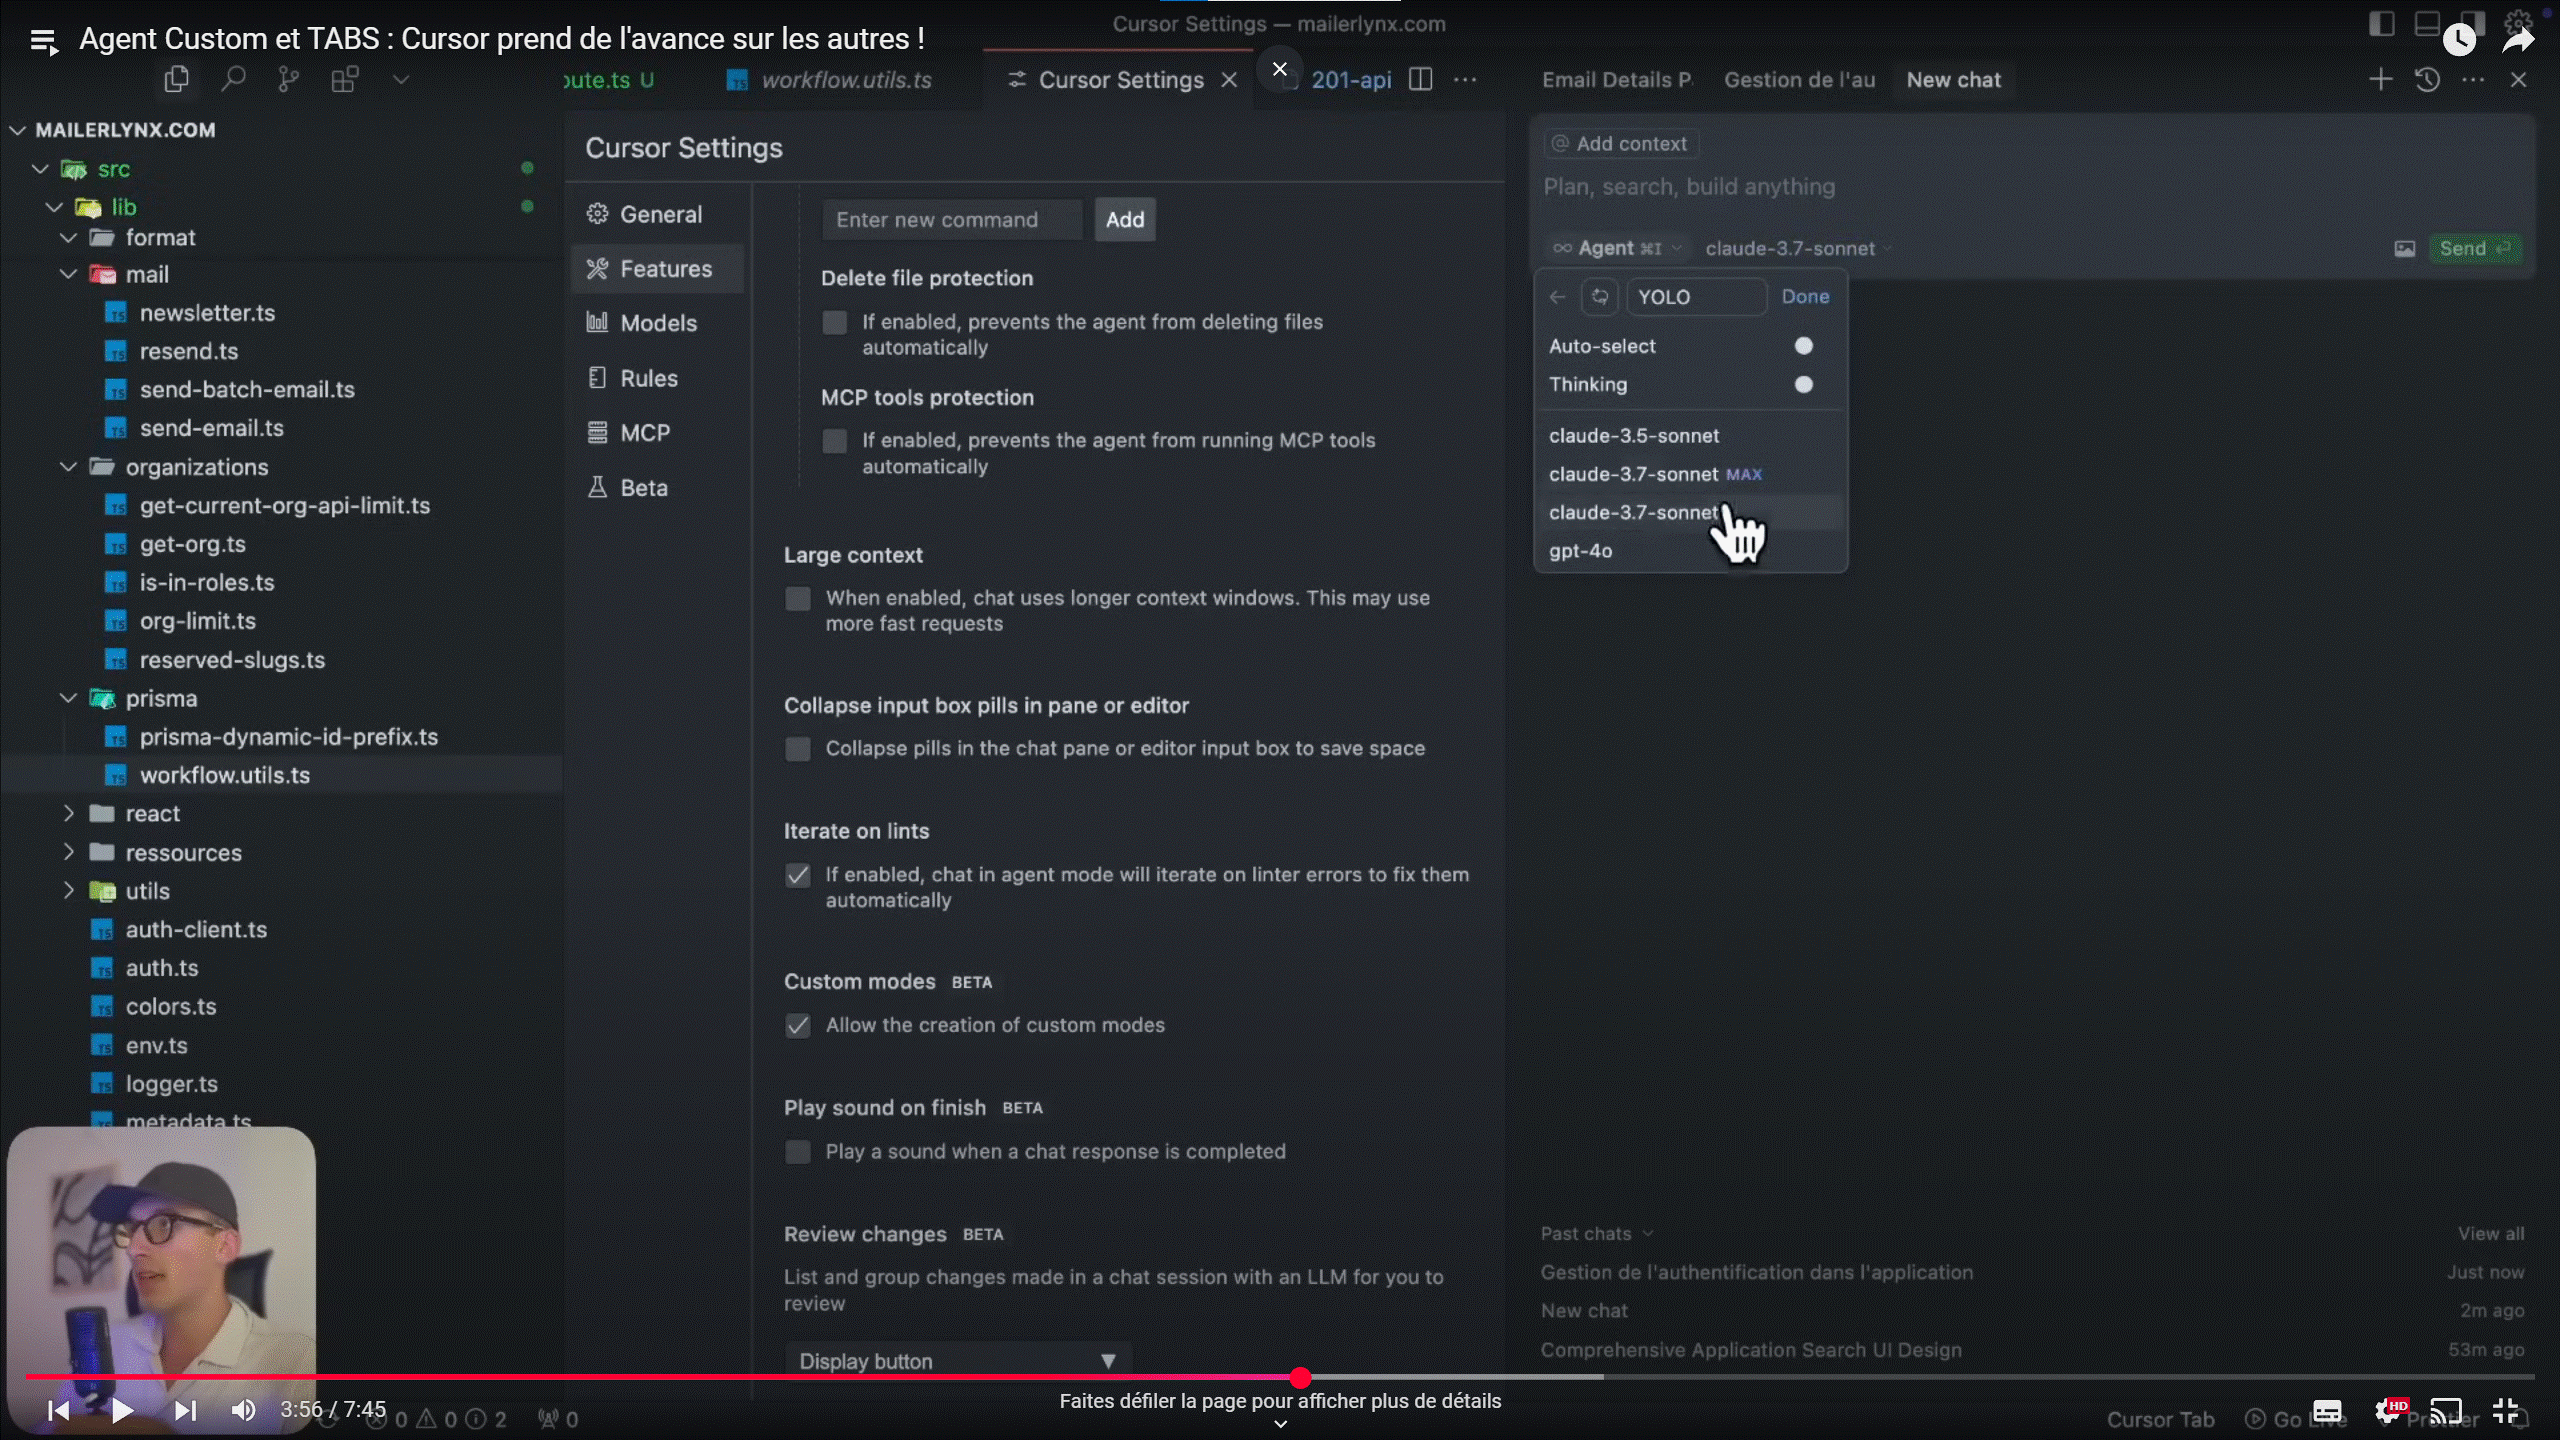 Agent Custom et TABS : Cursor prend de l'avance sur les autres !
Cursor Settings — mailerlynx.com
oute.ts U
workflow.utils.ts
Cursor Settings
201-api
Email Details P
Gestion de l'au
New chat
MAILERLYNX.COM
src
lib
format
mail
newsletter.ts
resend.ts
send-batch-email.ts
send-email.ts
organizations
get-current-org-api-limit.ts
get-org.ts
is-in-roles.ts
org-limit.ts
reserved-slugs.ts
prisma
prisma-dynamic-id-prefix.ts
workflow.utils.ts
react
ressources
utils
auth-client.ts
auth.ts
colors.ts
env.ts
logger.ts
metadata.ts
Cursor Settings
General
Features
Models
Rules
MCP
Beta
Enter new command
Add
Delete file protection
If enabled, prevents the agent from deleting files
automatically
MCP tools protection
If enabled, prevents the agent from running MCP tools
automatically
Large context
When enabled, chat uses longer context windows. This may use
more fast requests
Collapse input box pills in pane or editor
Collapse pills in the chat pane or editor input box to save space
Iterate on lints
If enabled, chat in agent mode will iterate on linter errors to fix them
automatically
Custom modes BETA
Allow the creation of custom modes
Play sound on finish BETA
Play a sound when a chat response is completed
Review changes BETA
List and group changes made in a chat session with an LLM for you to
review
Display button
@ Add context
Plan, search, build anything
∞ Agent ⌘I
claude-3.7-sonnet
Send
YOLO
Done
Auto-select
Thinking
claude-3.5-sonnet
claude-3.7-sonnet MAX
claude-3.7-sonnet
gpt-4o
Past chats
View all
Gestion de l'authentification dans l'application
Just now
New chat
2m ago
Comprehensive Application Search UI Design
53m ago
3:56 / 7:45
0 0 2
0
Faites défiler la page pour afficher plus de détails
Cursor Tab
Go Live
Prettier
HD